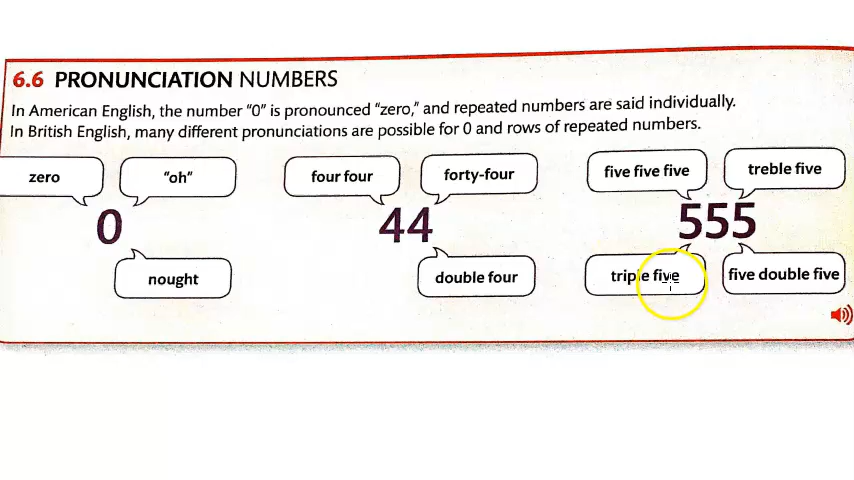 6.6 PRONUNCIATION NUMBERS
In American English, the number "0" is pronounced "zero," and repeated numbers are said individually.
In British English, many different pronunciations are possible for 0 and rows of repeated numbers.
zero
"oh"
0
nought
four four
forty-four
44
double four
five five five
treble five
555
triple five
five double five